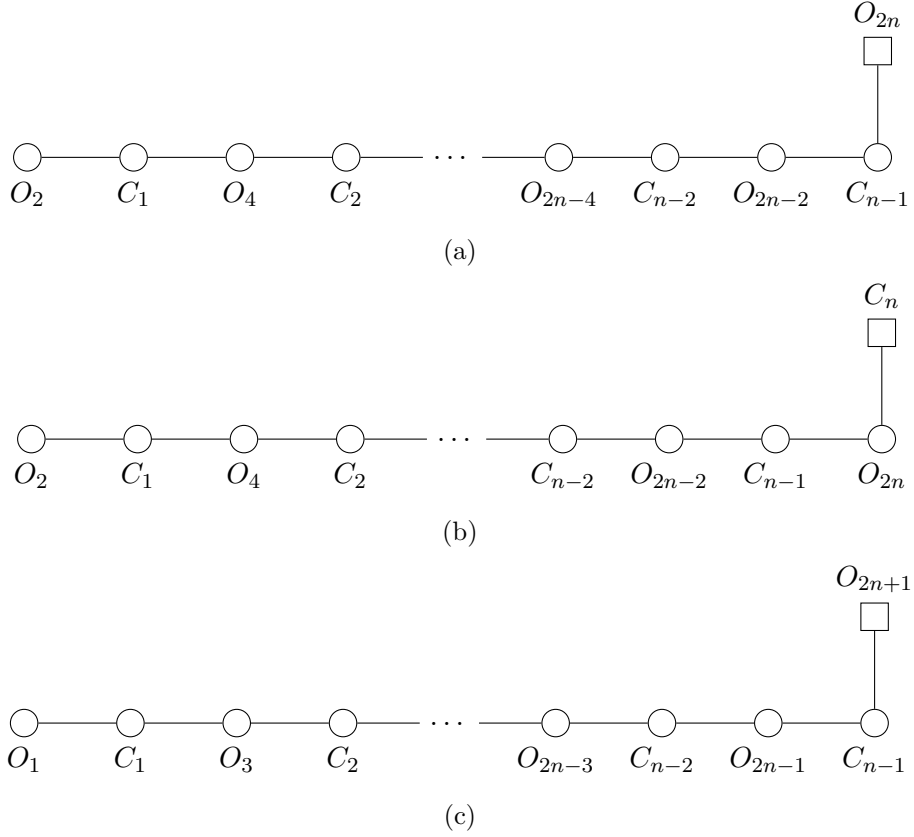 O_{2n}
O_2 C_1 O_4 C_2 ··· O_{2n−4} C_{n−2} O_{2n−2} C_{n−1}
(a)
C_n
O_2 C_1 O_4 C_2 ··· C_{n−2} O_{2n−2} C_{n−1} O_{2n}
(b)
O_{2n+1}
O_1 C_1 O_3 C_2 ··· O_{2n−3} C_{n−2} O_{2n−1} C_{n−1}
(c)